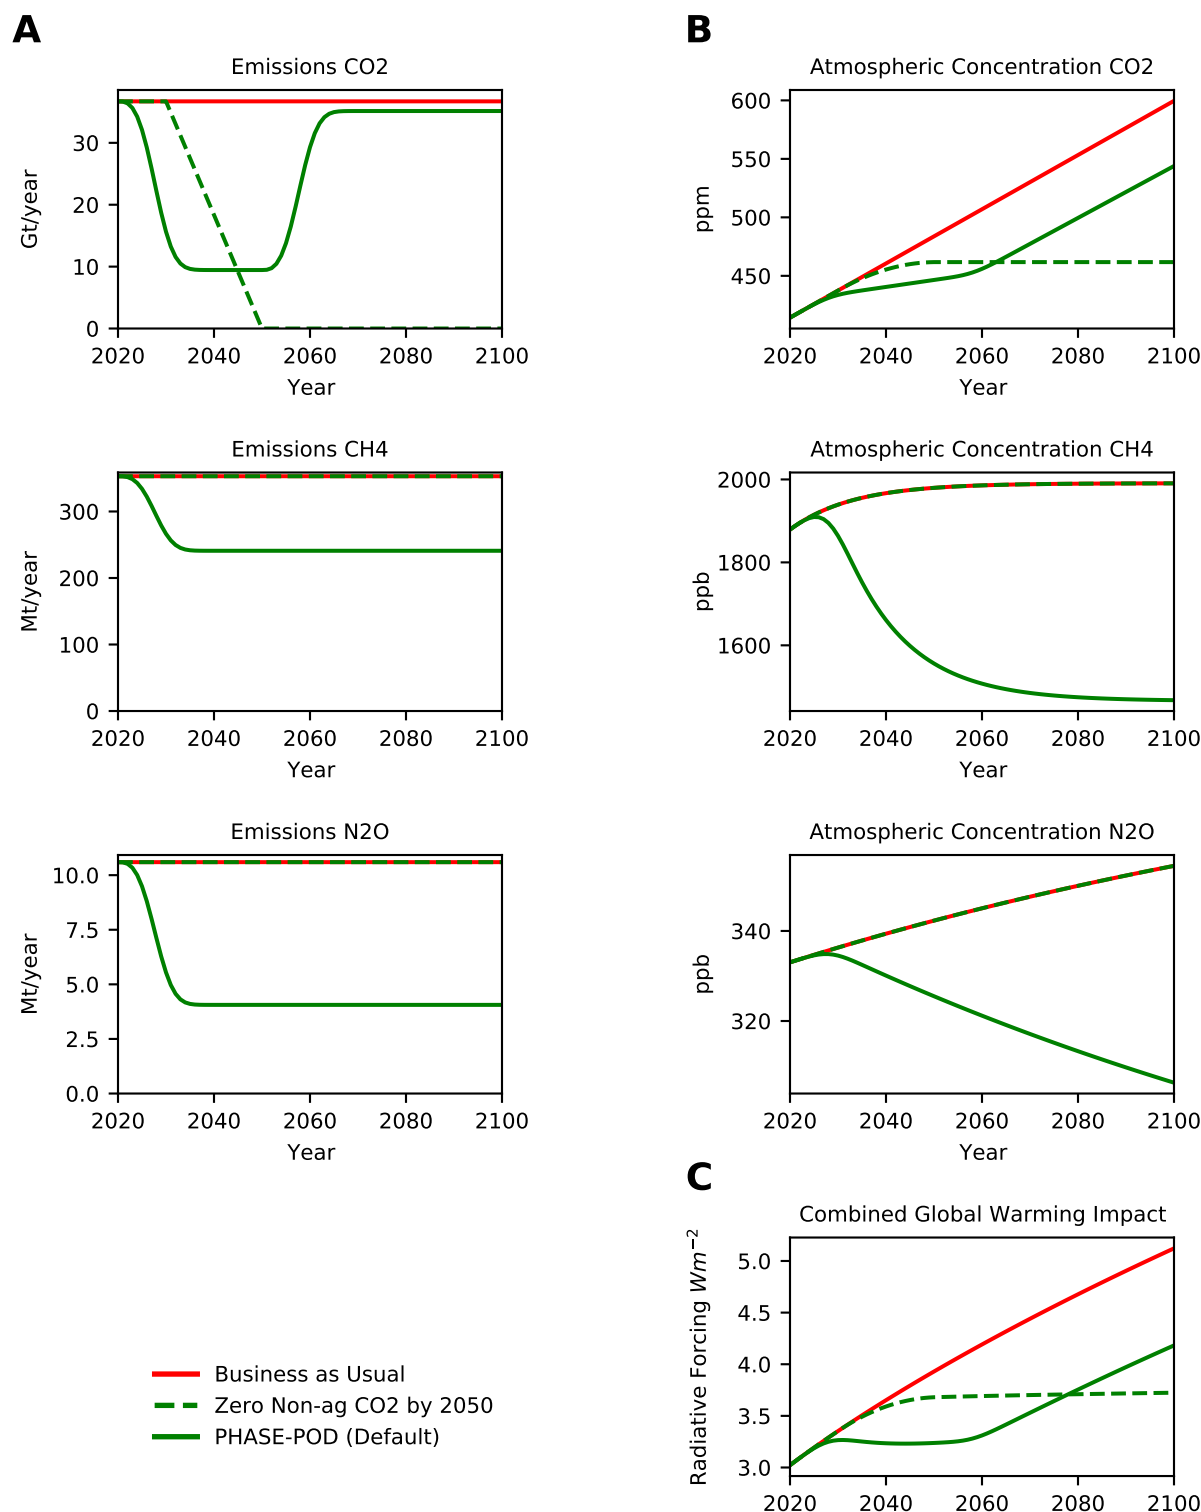 A
B
Emissions CO2
Gt/year
30
20
10
0
2020 2040 2060 2080 2100
Year
Atmospheric Concentration CO2
ppm
600
550
500
450
2020 2040 2060 2080 2100
Year
Emissions CH4
Mt/year
300
200
100
0
2020 2040 2060 2080 2100
Year
Atmospheric Concentration CH4
ppb
2000
1800
1600
2020 2040 2060 2080 2100
Year
Emissions N2O
Mt/year
10.0
7.5
5.0
2.5
0.0
2020 2040 2060 2080 2100
Year
Atmospheric Concentration N2O
ppb
340
320
2020 2040 2060 2080 2100
Year
C
Combined Global Warming Impact
Radiative Forcing Wm⁻²
5.0
4.5
4.0
3.5
3.0
2020 2040 2060 2080 2100
Business as Usual
Zero Non-ag CO2 by 2050
PHASE-POD (Default)